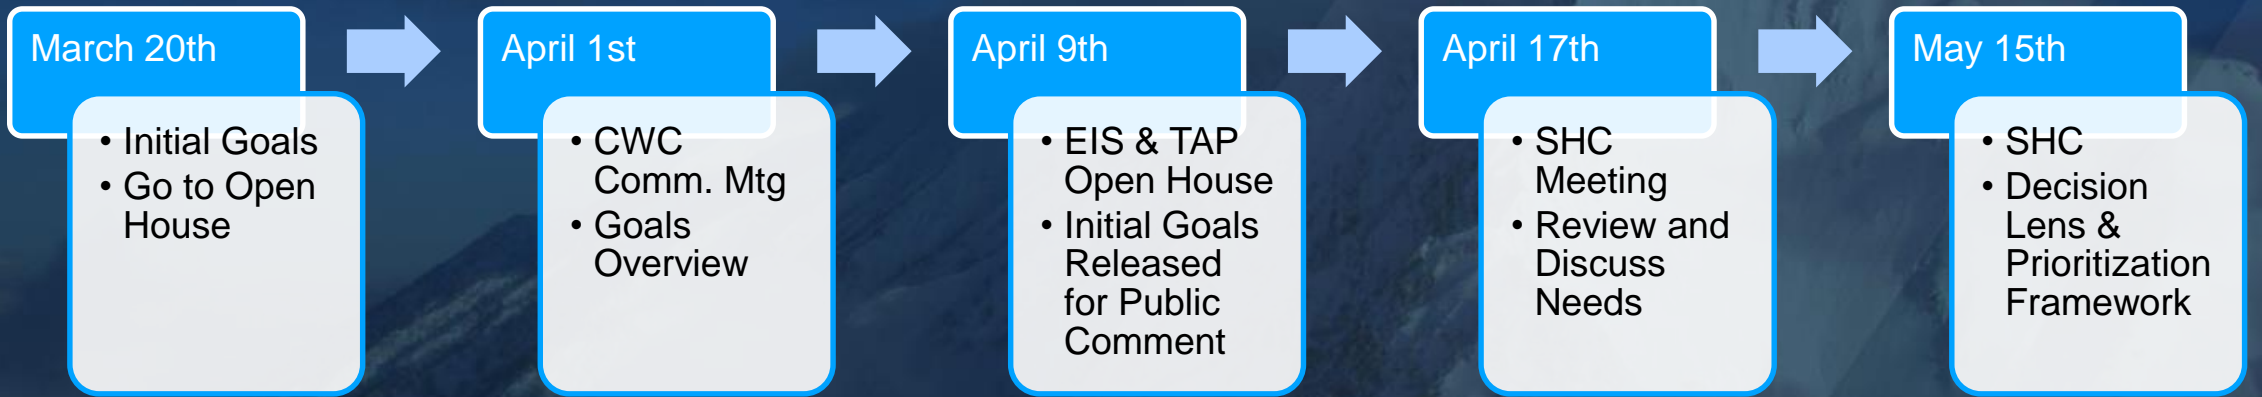 March 20th
• Initial Goals
• Go to Open
House
April 1st
• CWC
Comm. Mtg
• Goals
Overview
April 9th
• EIS & TAP
Open House
• Initial Goals
Released
for Public
Comment
April 17th
• SHC
Meeting
• Review and
Discuss
Needs
May 15th
• SHC
• Decision
Lens &
Prioritization
Framework